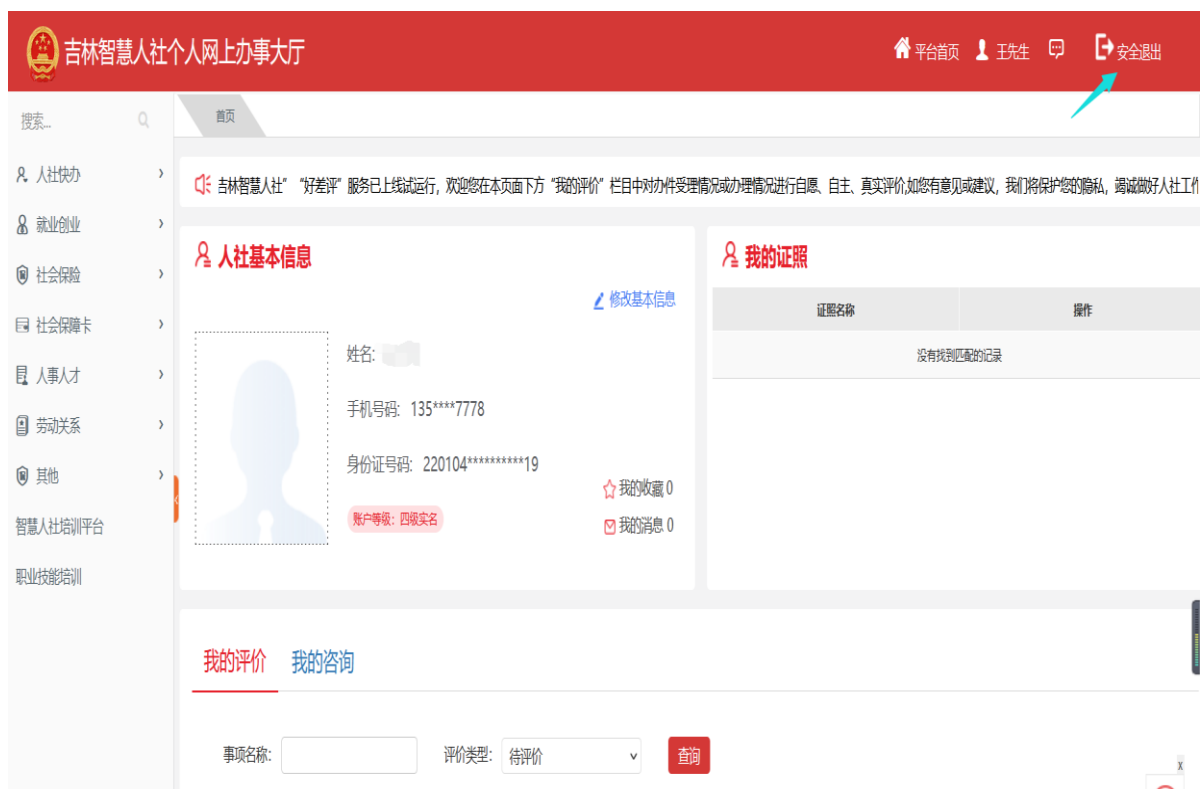 吉林智慧人社个人网上办事大厅
平台首页 王先生 安全退出
搜索...
首页
人社快办
就业创业
社会保险
社会保障卡
人事人才
劳动关系
其他
智慧人社培训平台
职业技能培训
吉林智慧人社” “好差评” 服务已上线试运行，欢迎您在本页面下方“我的评价”栏目中对办件受理情况或办理情况进行自愿、自主、真实评价,如您有意见或建议，我们将保护您的隐私，竭诚做好人社工作
人社基本信息
修改基本信息
姓名:
手机号码: 135****7778
身份证号码: 220104**********19
账户等级：四级实名
我的收藏 0
我的消息 0
我的证照
证照名称 操作
没有找到匹配的记录
我的评价 我的咨询
事项名称: 评价类型: 待评价 查询
x